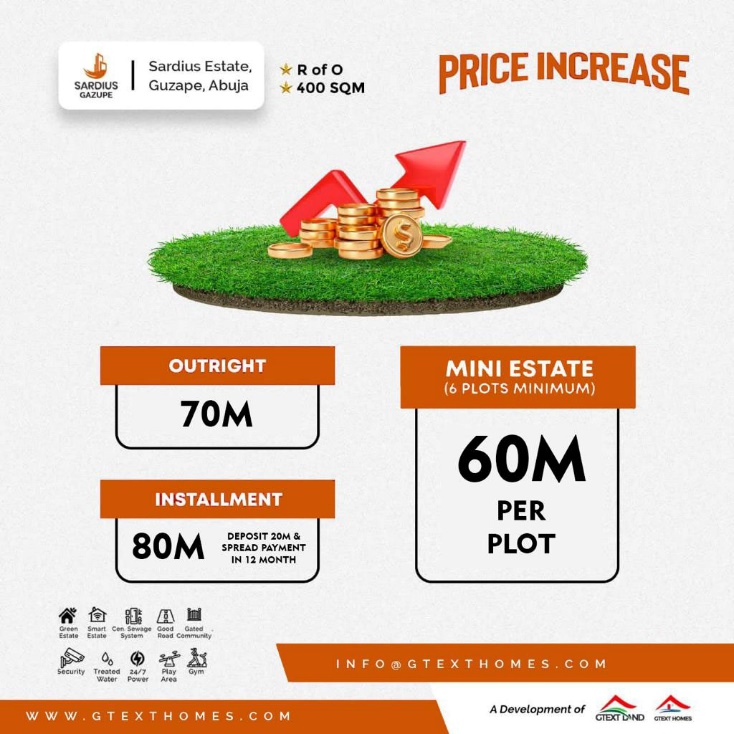 SARDIUS
GAZUPE
Sardius Estate,
Guzape, Abuja
R of O
400 SQM
PRICE INCREASE
$
OUTRIGHT
70M
INSTALLMENT
80M
DEPOSIT 20M &
SPREAD PAYMENT
IN 12 MONTH
MINI ESTATE
(6 PLOTS MINIMUM)
60M
PER
PLOT
Green
Estate
Smart
Estate
Cen. Sewage
System
Good
Road
Gated
Community
Security
Treated
Water
24/7
Power
Play
Area
Gym
INFO@GTEXTHOMES.COM
WWW.GTEXTHOMES.COM
A Development of
GTEXT LAND
GTEXT HOMES